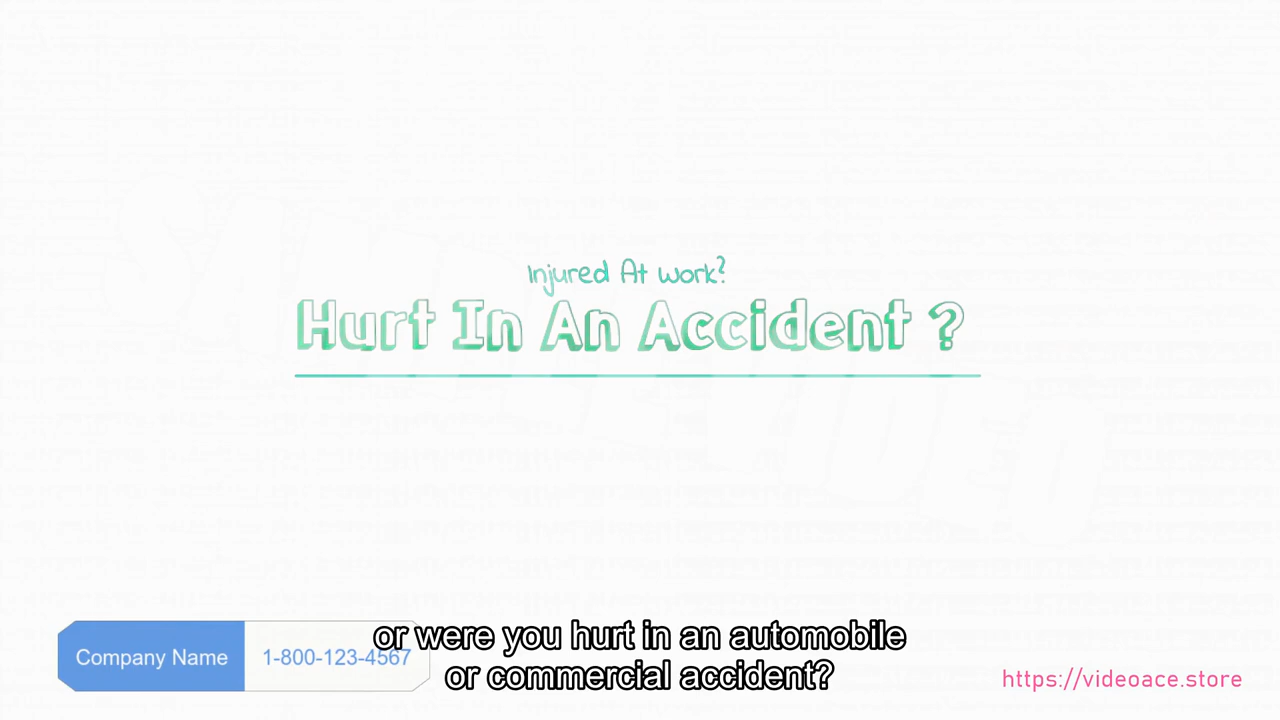 Injured At work?
Hurt In An Accident ?
or were you hurt in an automobile
or commercial accident?
Company Name 1-800-123-4567
https://videoace.store